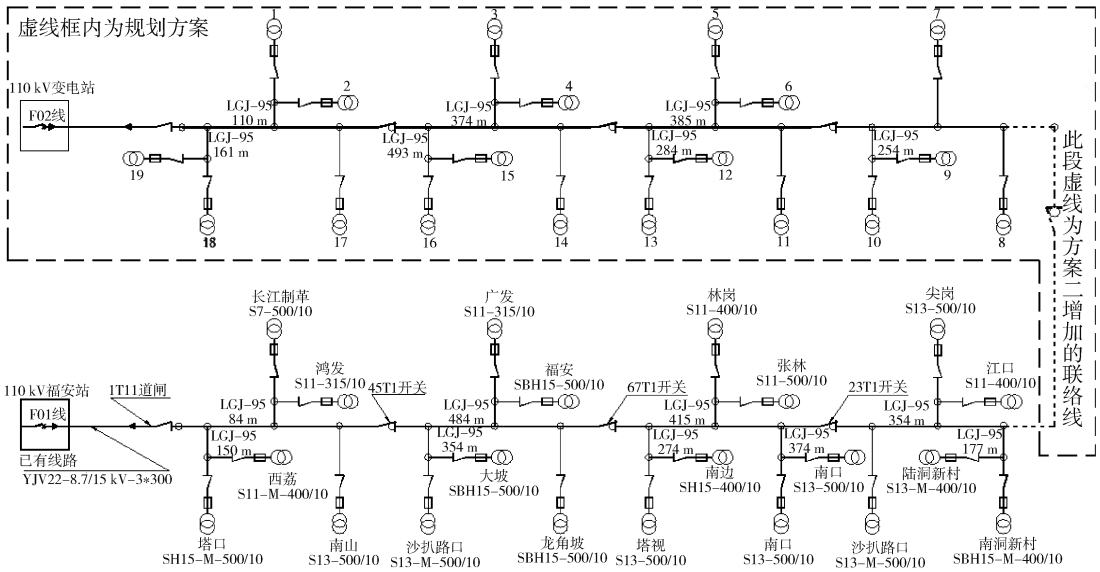 虚线框内为规划方案
1
3
5
7
2
4
6
110 kV变电站
F02线
LGJ-95
110 m
LGJ-95
374 m
LGJ-95
385 m
LGJ-95
161 m
LGJ-95
493 m
LGJ-95
284 m
LGJ-95
254 m
19
15
12
9
18
17
16
14
13
11
10
8
此段虚线为方案二增加的联络线
长江制革
S7-500/10
广发
S11-315/10
林岗
S11-400/10
尖岗
S13-500/10
鸿发
S11-315/10
福安
SBH15-500/10
张林
S11-500/10
江口
S11-400/10
110 kV福安站
1T11道闸
45T1开关
67T1开关
23T1开关
F01线
LGJ-95
84 m
LGJ-95
484 m
LGJ-95
415 m
LGJ-95
354 m
LGJ-95
150 m
LGJ-95
354 m
LGJ-95
274 m
LGJ-95
374 m
LGJ-95
177 m
已有线路
YJV22-8.7/15 kV-3*300
西荔
S11-M-400/10
大坡
SBH15-500/10
南边
SH15-400/10
南口
S13-500/10
陆洞新村
S13-M-400/10
塔口
SH15-M-500/10
南山
S13-500/10
沙扒路口
S13-M-500/10
龙角坡
SBH15-500/10
塔视
S13-500/10
南口
S13-500/10
沙扒路口
S13-M-500/10
南洞新村
SBH15-M-400/10